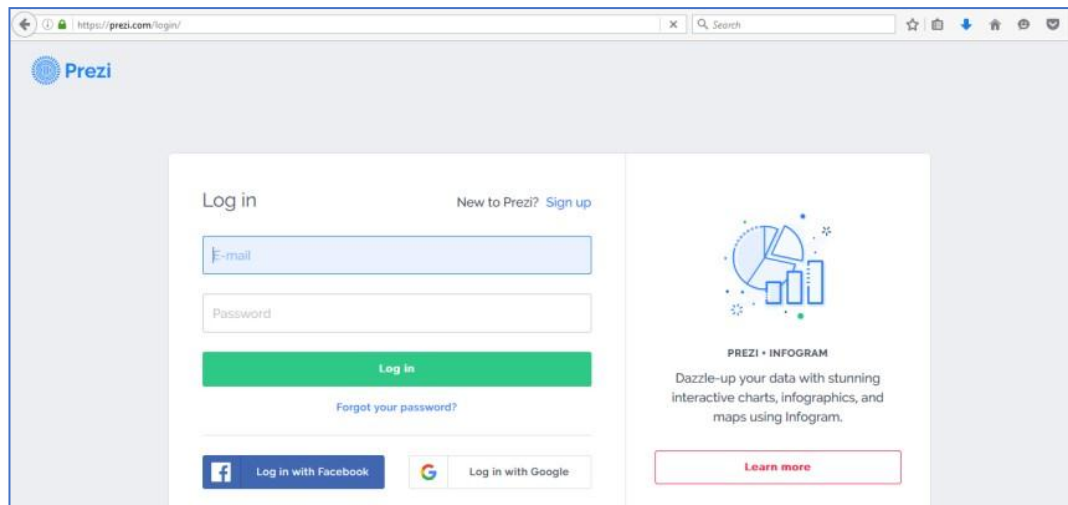 https://prezi.com/login/
Search
Prezi
Log in
New to Prezi? Sign up
E-mail
Password
Log in
Forgot your password?
Log in with Facebook
Log in with Google
PREZI • INFOGRAM
Dazzle-up your data with stunning
interactive charts, infographics, and
maps using Infogram.
Learn more